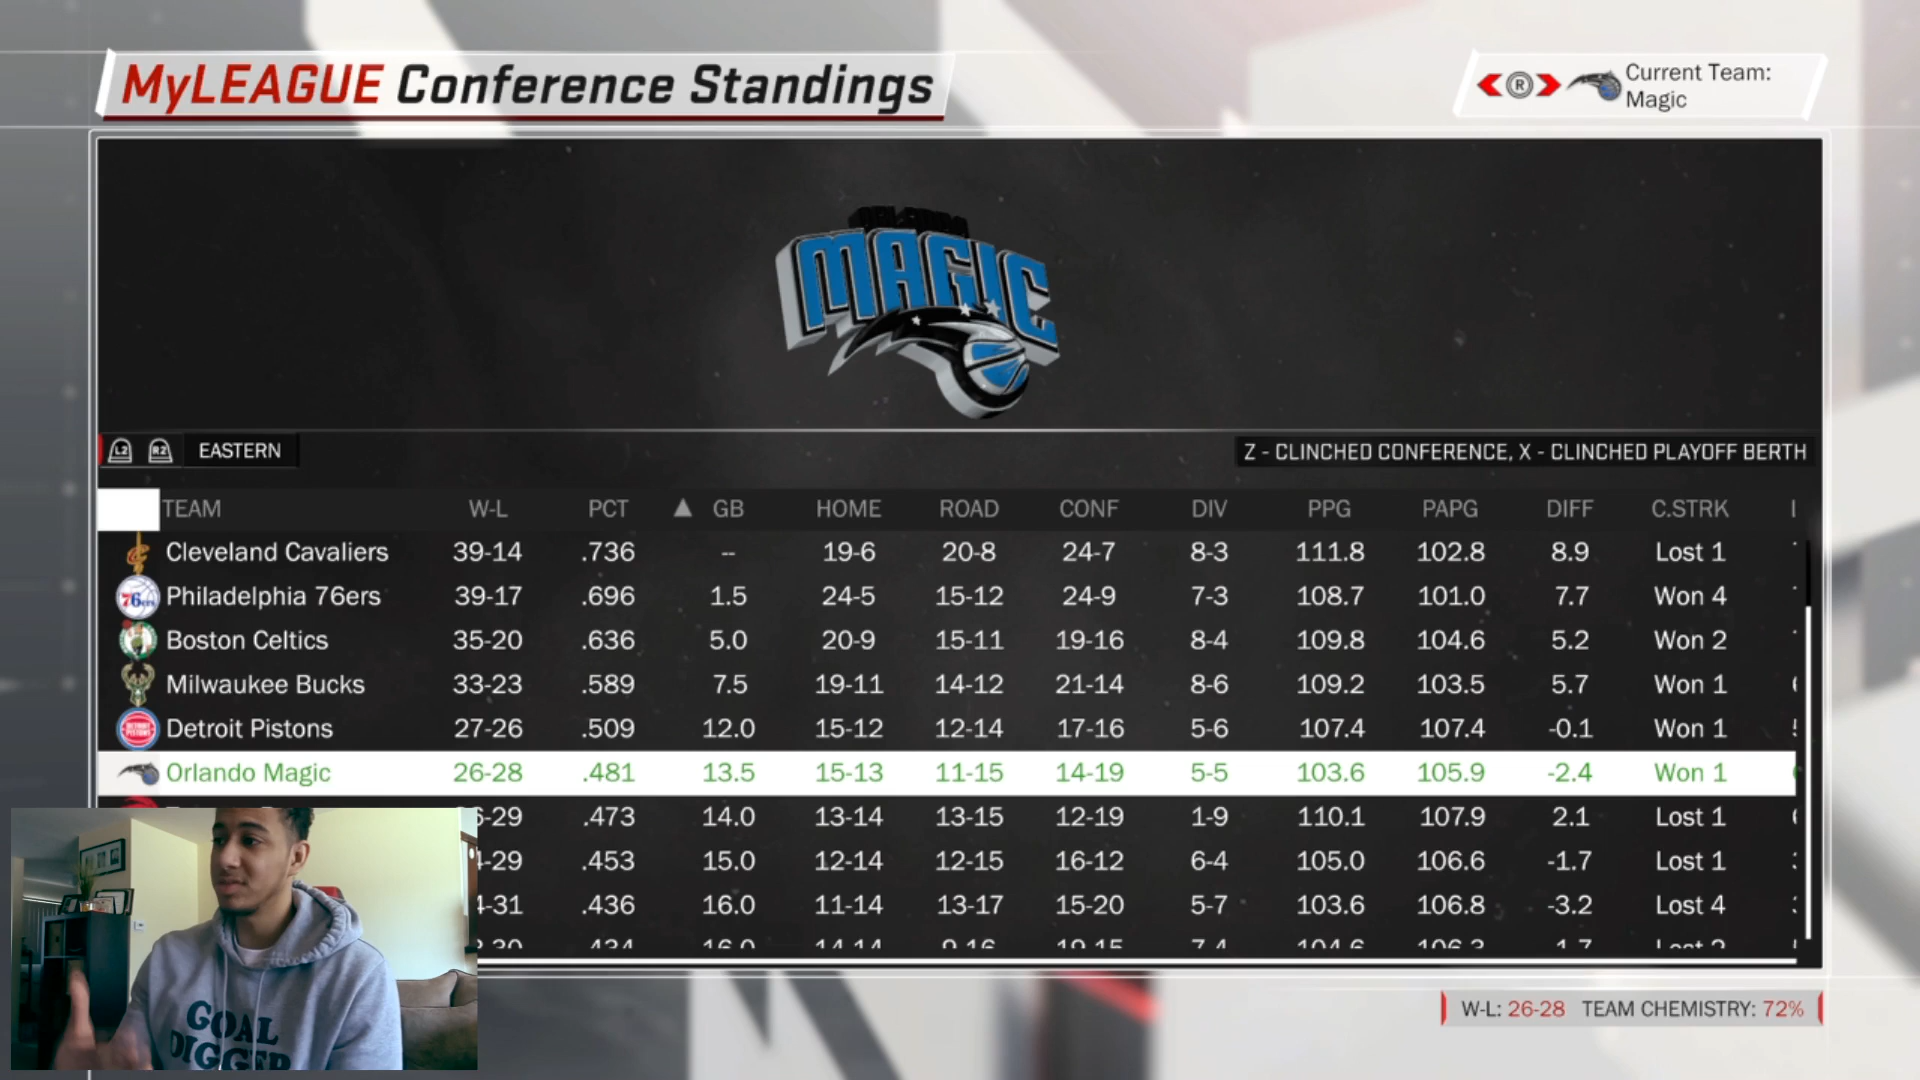 MyLEAGUE Conference Standings
R Current Team:
Magic
MAGIC
L2 R2 EASTERN
Z - CLINCHED CONFERENCE, X - CLINCHED PLAYOFF BERTH
TEAM W-L PCT ▲ GB HOME ROAD CONF DIV PPG PAPG DIFF C.STRK
Cleveland Cavaliers 39-14 .736 -- 19-6 20-8 24-7 8-3 111.8 102.8 8.9 Lost 1
76ers Philadelphia 76ers 39-17 .696 1.5 24-5 15-12 24-9 7-3 108.7 101.0 7.7 Won 4
Boston Celtics 35-20 .636 5.0 20-9 15-11 19-16 8-4 109.8 104.6 5.2 Won 2
Milwaukee Bucks 33-23 .589 7.5 19-11 14-12 21-14 8-6 109.2 103.5 5.7 Won 1
Detroit Pistons 27-26 .509 12.0 15-12 12-14 17-16 5-6 107.4 107.4 -0.1 Won 1
Orlando Magic 26-28 .481 13.5 15-13 11-15 14-19 5-5 103.6 105.9 -2.4 Won 1
-29 .473 14.0 13-14 13-15 12-19 1-9 110.1 107.9 2.1 Lost 1
-29 .453 15.0 12-14 12-15 16-12 6-4 105.0 106.6 -1.7 Lost 1
-31 .436 16.0 11-14 13-17 15-20 5-7 103.6 106.8 -3.2 Lost 4
GOAL
DIGGER
W-L: 26-28 TEAM CHEMISTRY: 72%